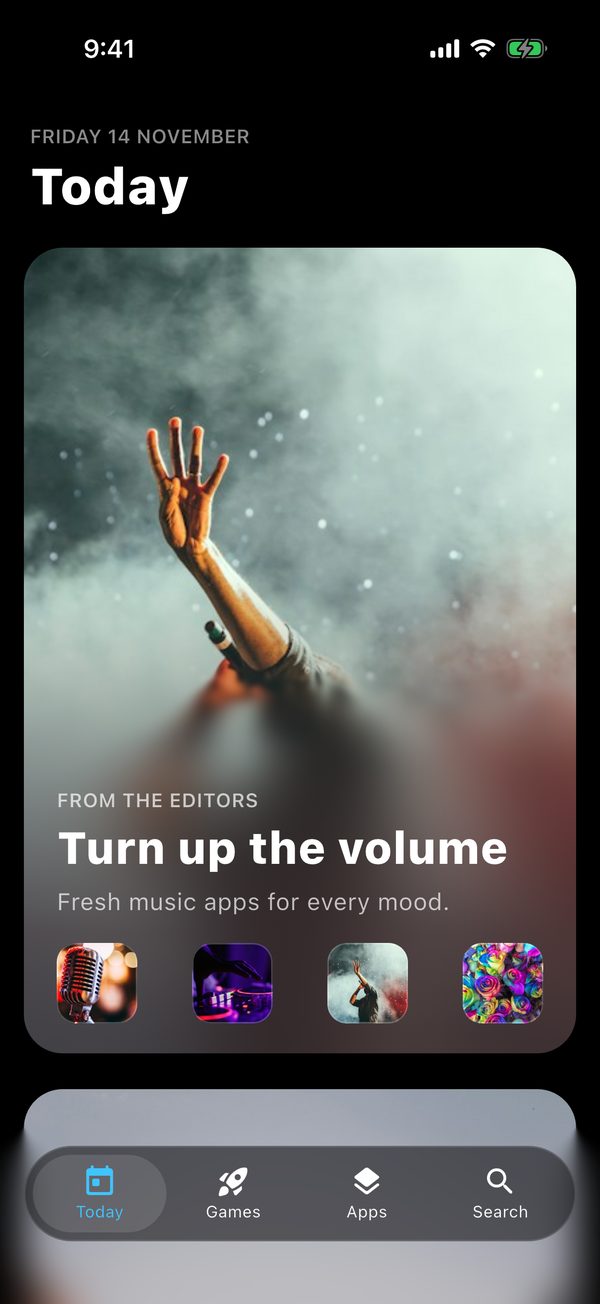 9:41
FRIDAY 14 NOVEMBER
Today
FROM THE EDITORS
Turn up the volume
Fresh music apps for every mood.
Today
Games
Apps
Search